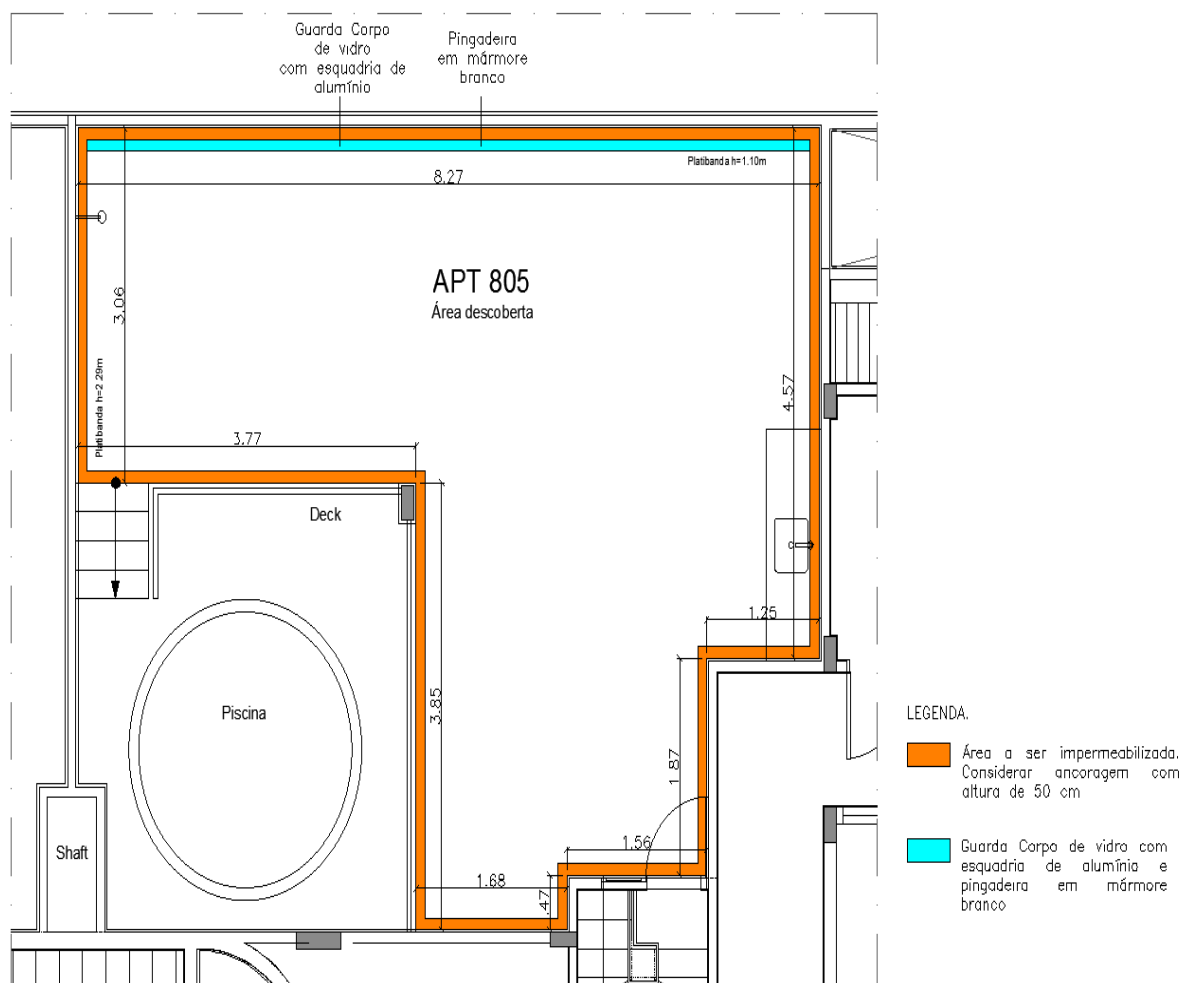 Guarda Corpo
de vidro
com esquadria de
alumínio
Pingadeira
em mármore
branco
Platibanda h=1.10m
8.27
APT 805
Área descoberta
3.06
Platibanda h=2.29m
4.57
3.77
Deck
1.25
3.85
Piscina
1.87
1.56
Shaft
1.68
.47
LEGENDA.
Área a ser impermeabilizada.
Considerar ancoragem com
altura de 50 cm
Guarda Corpo de vidro com
esquadria de alumínio e
pingadeira em mármore
branco